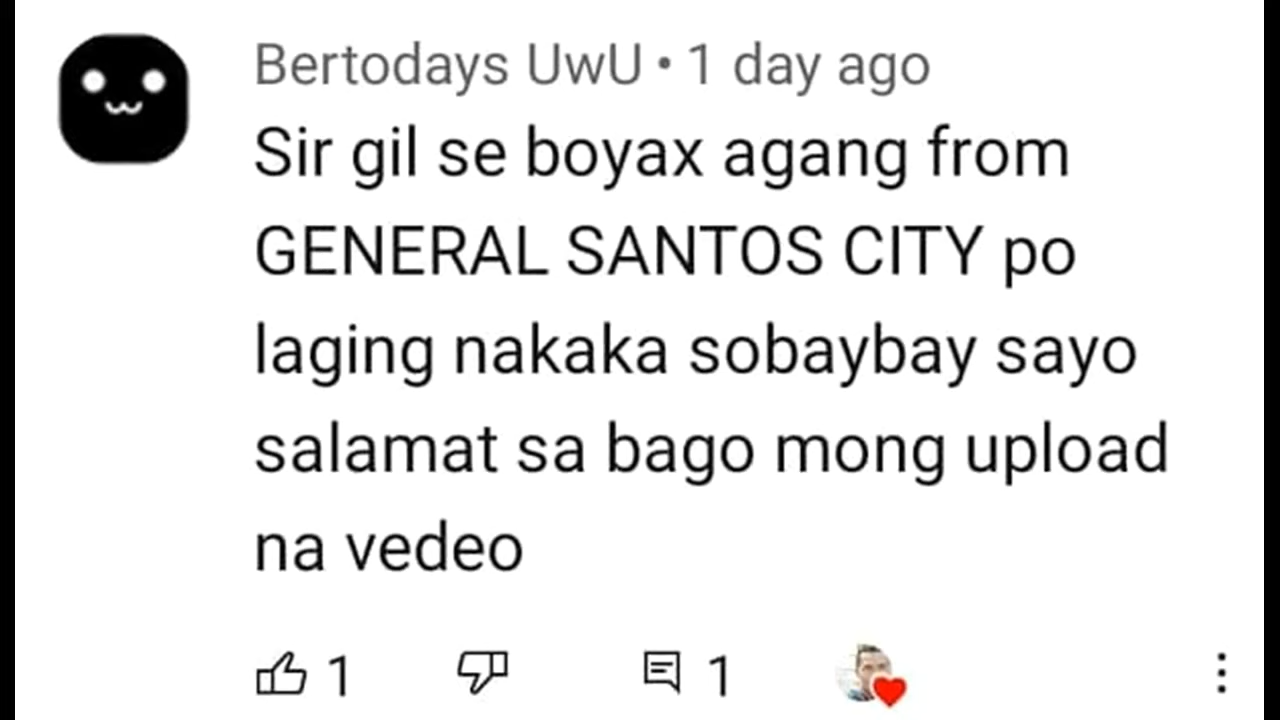 Bertodays UwU • 1 day ago
Sir gil se boyax agang from
GENERAL SANTOS CITY po
laging nakaka sobaybay sayo
salamat sa bago mong upload
na vedeo
1
1